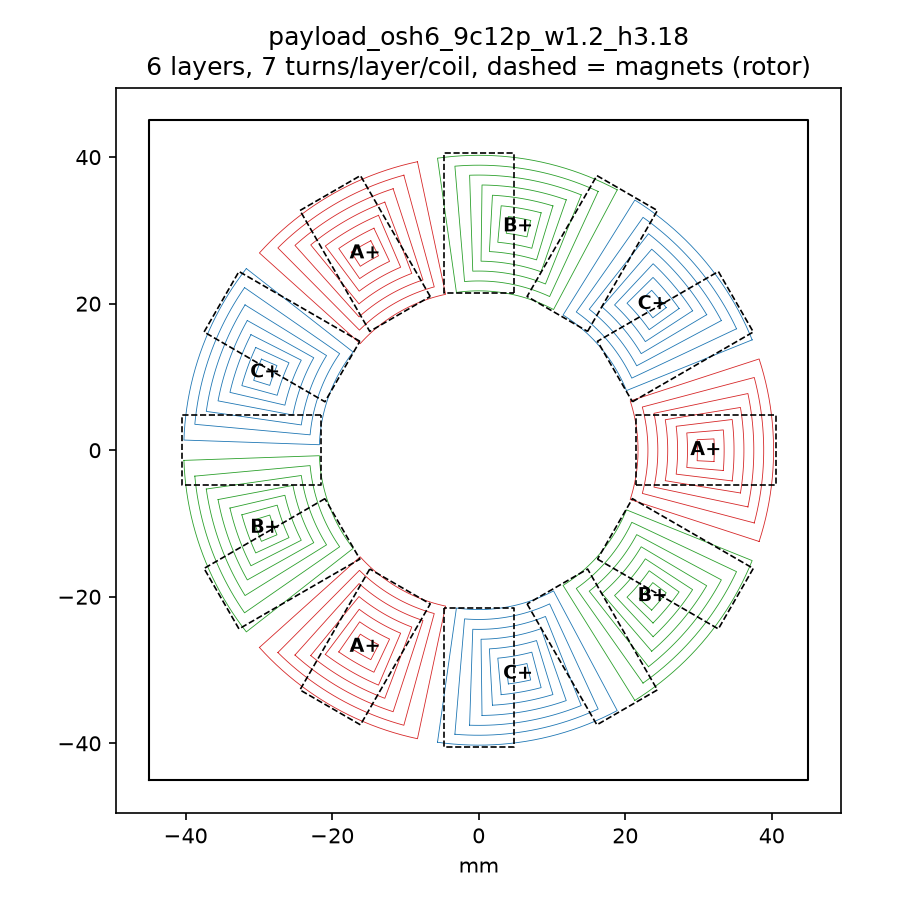 payload_osh6_9c12p_w1.2_h3.18
6 layers, 7 turns/layer/coil, dashed = magnets (rotor)
40
20
0
−20
−40
B+
A+
C+
C+
A+
B+
B+
A+
C+
−40
−20
0
20
40
mm